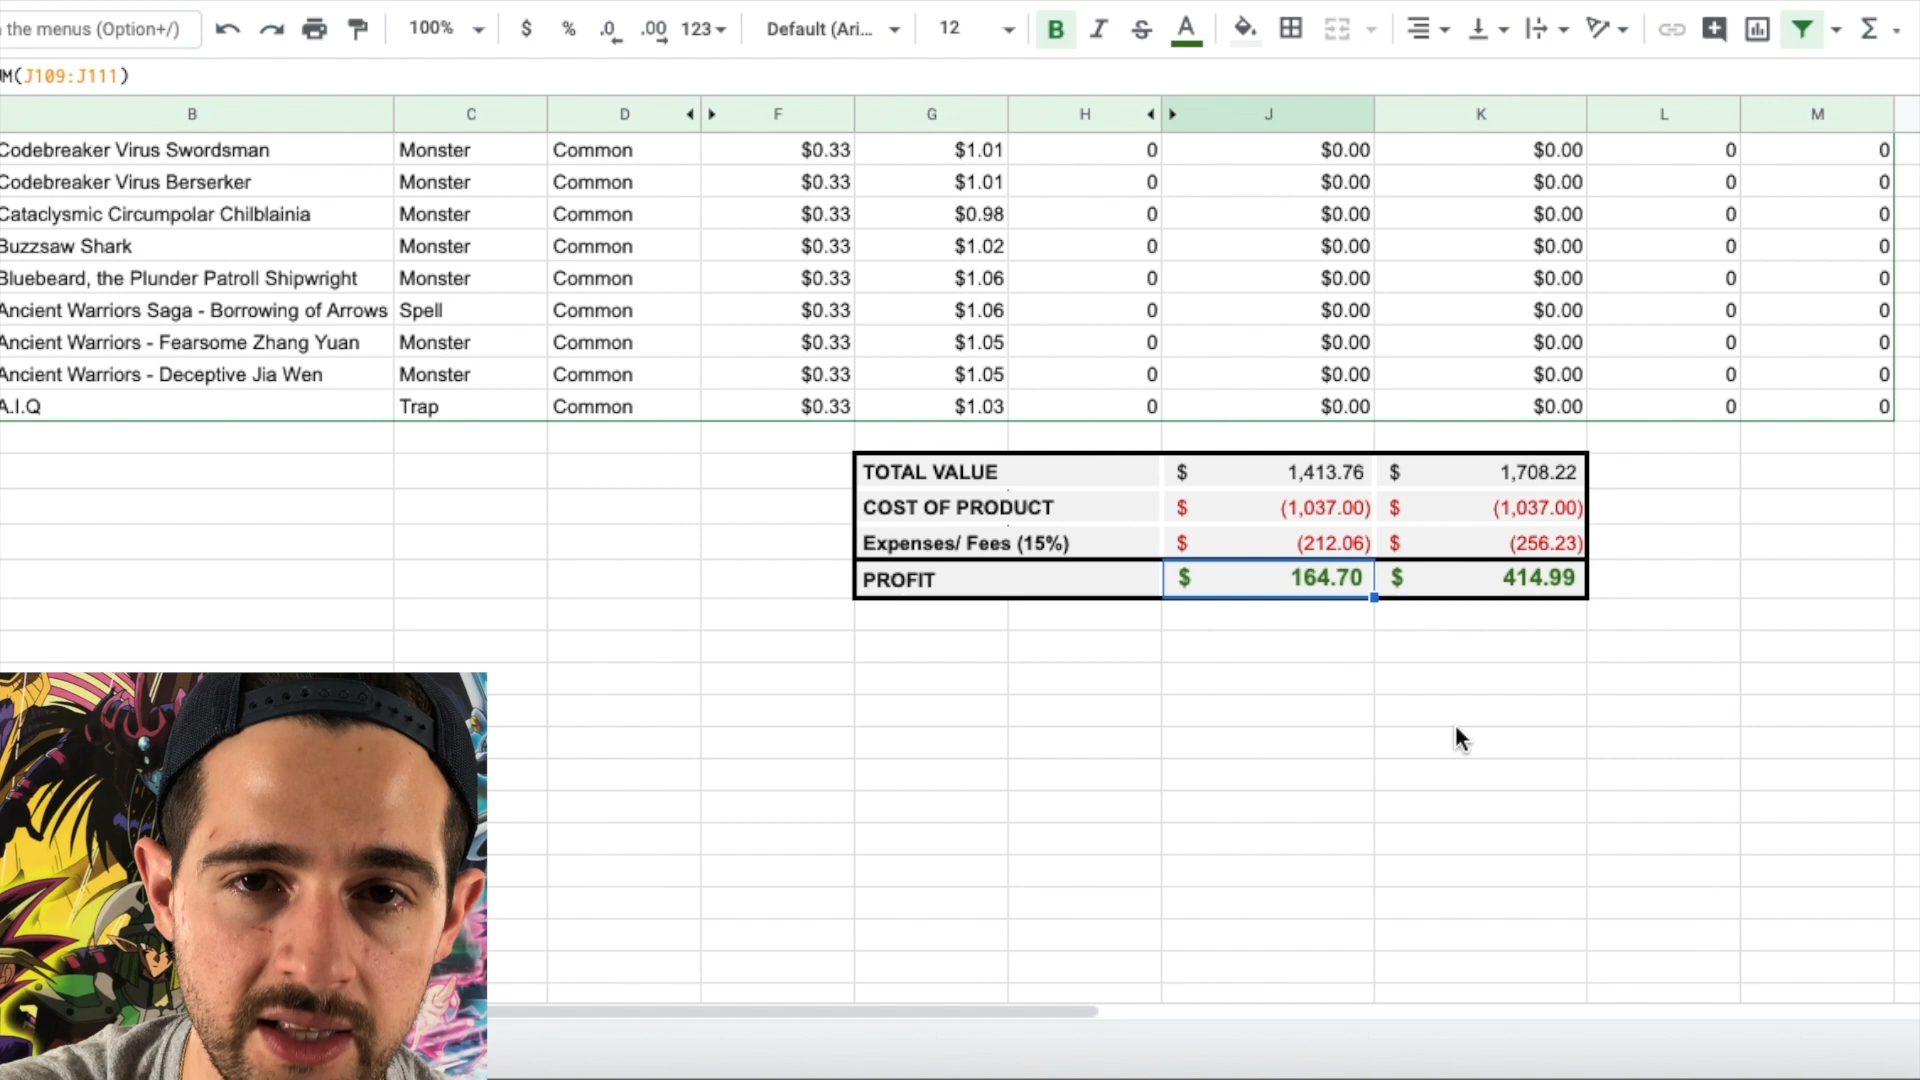 n the menus (Option+/) 100% $ % .0 .00 123 Default (Ari... 12 B I S A Σ
UM(J109:J111)
B C D F G H J K L M
Codebreaker Virus Swordsman Monster Common $0.33 $1.01 0 $0.00 $0.00 0 0
Codebreaker Virus Berserker Monster Common $0.33 $1.01 0 $0.00 $0.00 0 0
Cataclysmic Circumpolar Chilblainia Monster Common $0.33 $0.98 0 $0.00 $0.00 0 0
Buzzsaw Shark Monster Common $0.33 $1.02 0 $0.00 $0.00 0 0
Bluebeard, the Plunder Patroll Shipwright Monster Common $0.33 $1.06 0 $0.00 $0.00 0 0
Ancient Warriors Saga - Borrowing of Arrows Spell Common $0.33 $1.06 0 $0.00 $0.00 0 0
Ancient Warriors - Fearsome Zhang Yuan Monster Common $0.33 $1.05 0 $0.00 $0.00 0 0
Ancient Warriors - Deceptive Jia Wen Monster Common $0.33 $1.05 0 $0.00 $0.00 0 0
A.I.Q Trap Common $0.33 $1.03 0 $0.00 $0.00 0 0
TOTAL VALUE $ 1,413.76 $ 1,708.22
COST OF PRODUCT $ (1,037.00) $ (1,037.00)
Expenses/ Fees (15%) $ (212.06) $ (256.23)
PROFIT $ 164.70 $ 414.99